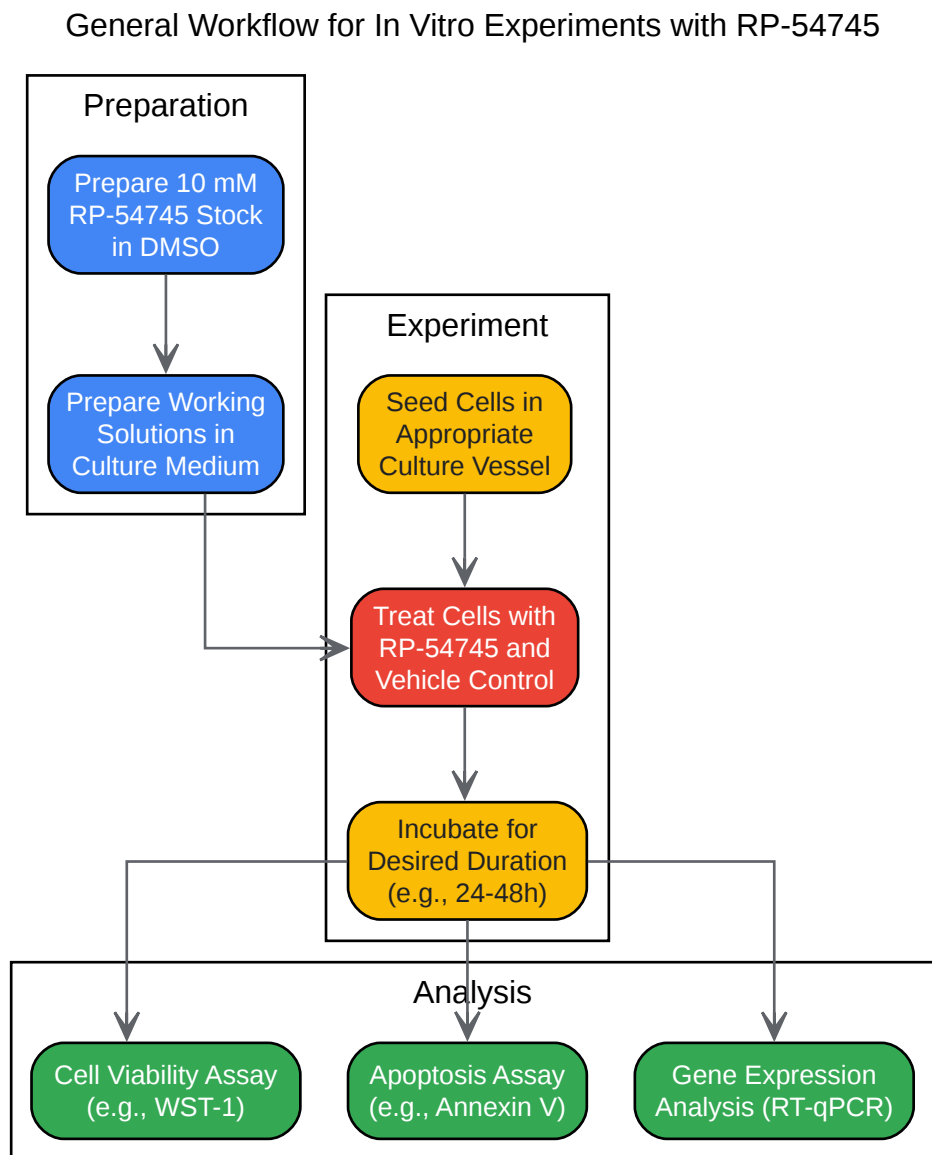 General Workflow for In Vitro Experiments with RP-54745
Preparation
Prepare 10 mM
RP-54745 Stock
in DMSO
Prepare Working
Solutions in
Culture Medium
Experiment
Seed Cells in
Appropriate
Culture Vessel
Treat Cells with
RP-54745 and
Vehicle Control
Incubate for
Desired Duration
(e.g., 24-48h)
Analysis
Cell Viability Assay
(e.g., WST-1)
Apoptosis Assay
(e.g., Annexin V)
Gene Expression
Analysis (RT-qPCR)